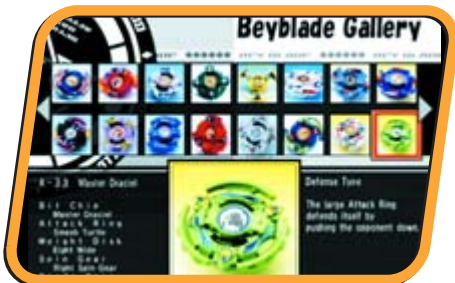 Beyblade Gallery
Master Draciel
Defense Type
Bit Chip
Master Draciel
Attack Ring
Smash Turtle
Weight Disk
Eight Wide
Spin Gear
Right Spin Gear
The large Attack Ring
defends itself by
pushing the opponent down.